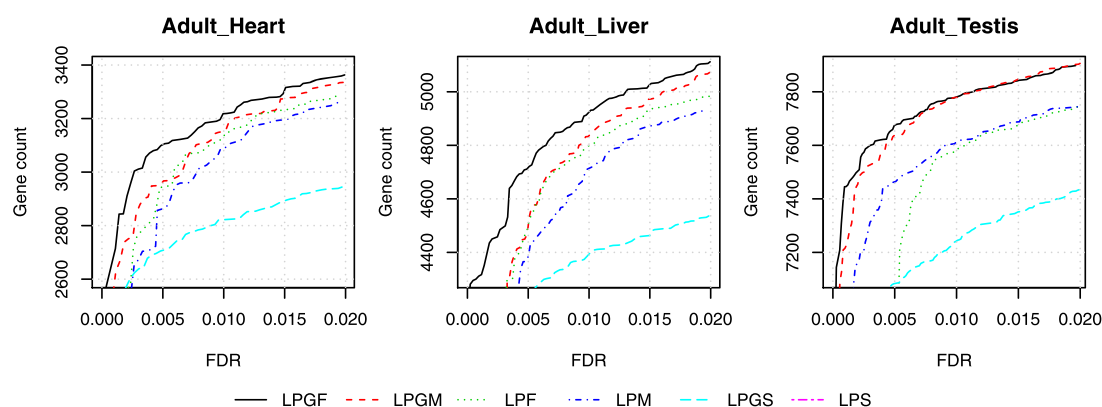 Adult_Heart Adult_Liver Adult_Testis
Gene count
2600 2800 3000 3200 3400
0.000 0.005 0.010 0.015 0.020
FDR
Gene count
4400 4600 4800 5000
0.000 0.005 0.010 0.015 0.020
FDR
Gene count
7200 7400 7600 7800
0.000 0.005 0.010 0.015 0.020
FDR
LPGF LPGM LPF LPM LPGS LPS